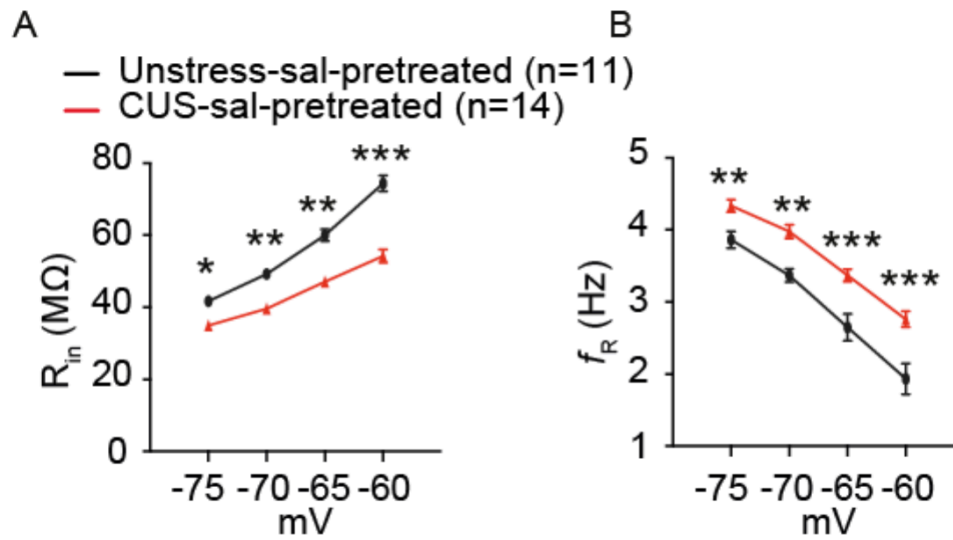 A
B
Unstress-sal-pretreated (n=11)
CUS-sal-pretreated (n=14)
Rin (MΩ)
80
60
40
20
0
*
**
**
***
-75 -70 -65 -60
mV
fR (Hz)
5
4
3
2
1
**
**
***
***
-75 -70 -65 -60
mV